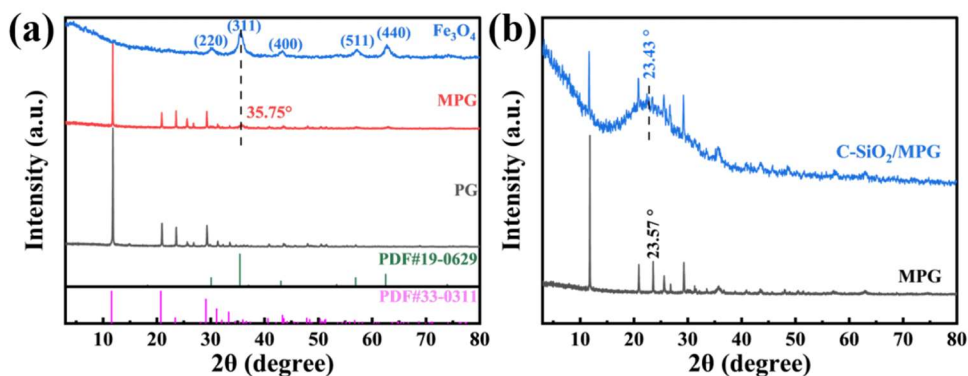 (a)
Intensity (a.u.)
(220)
(311)
(400)
(511)
(440)
Fe₃O₄
MPG
35.75°
PG
PDF#19-0629
PDF#33-0311
10 20 30 40 50 60 70 80
2θ (degree)
(b)
Intensity (a.u.)
23.43 °
C-SiO₂/MPG
23.57 °
MPG
10 20 30 40 50 60 70 80
2θ (degree)